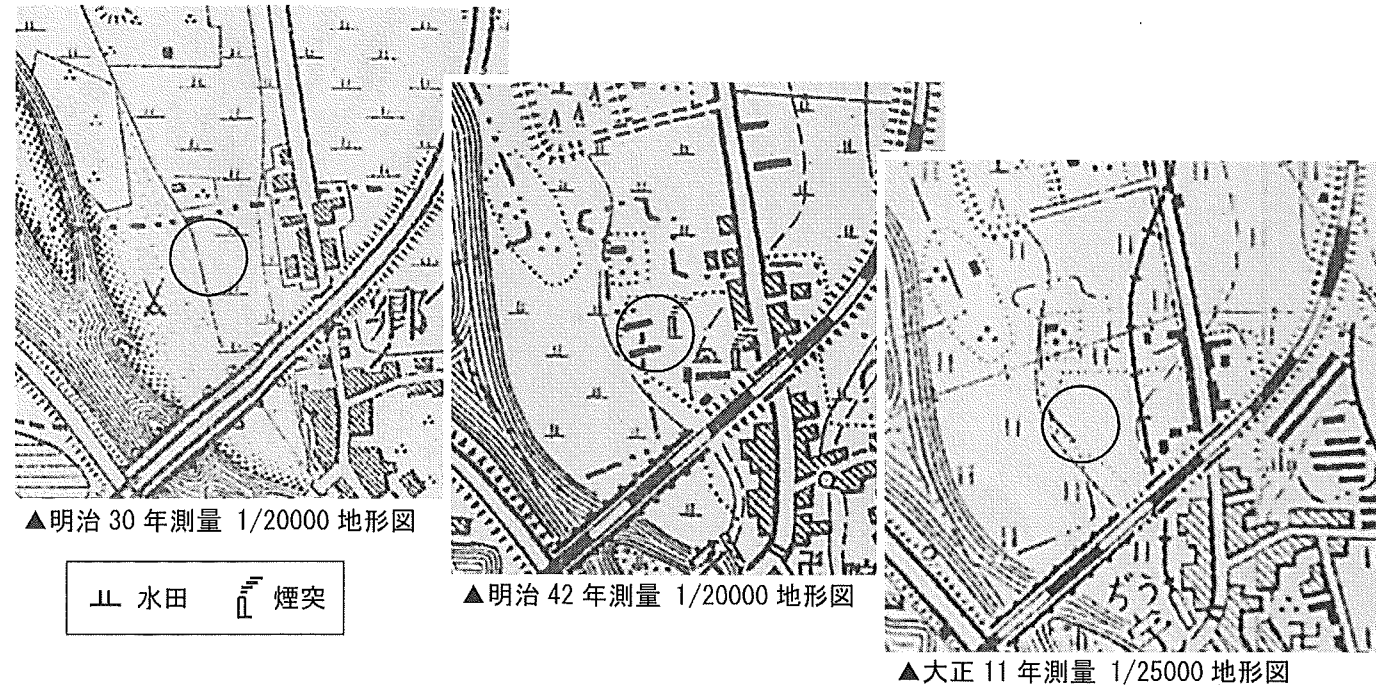 郷
▲明治 30 年測量 1/20000 地形図
水田 煙突
▲明治 42 年測量 1/20000 地形図
ぢう
▲大正 11 年測量 1/25000 地形図